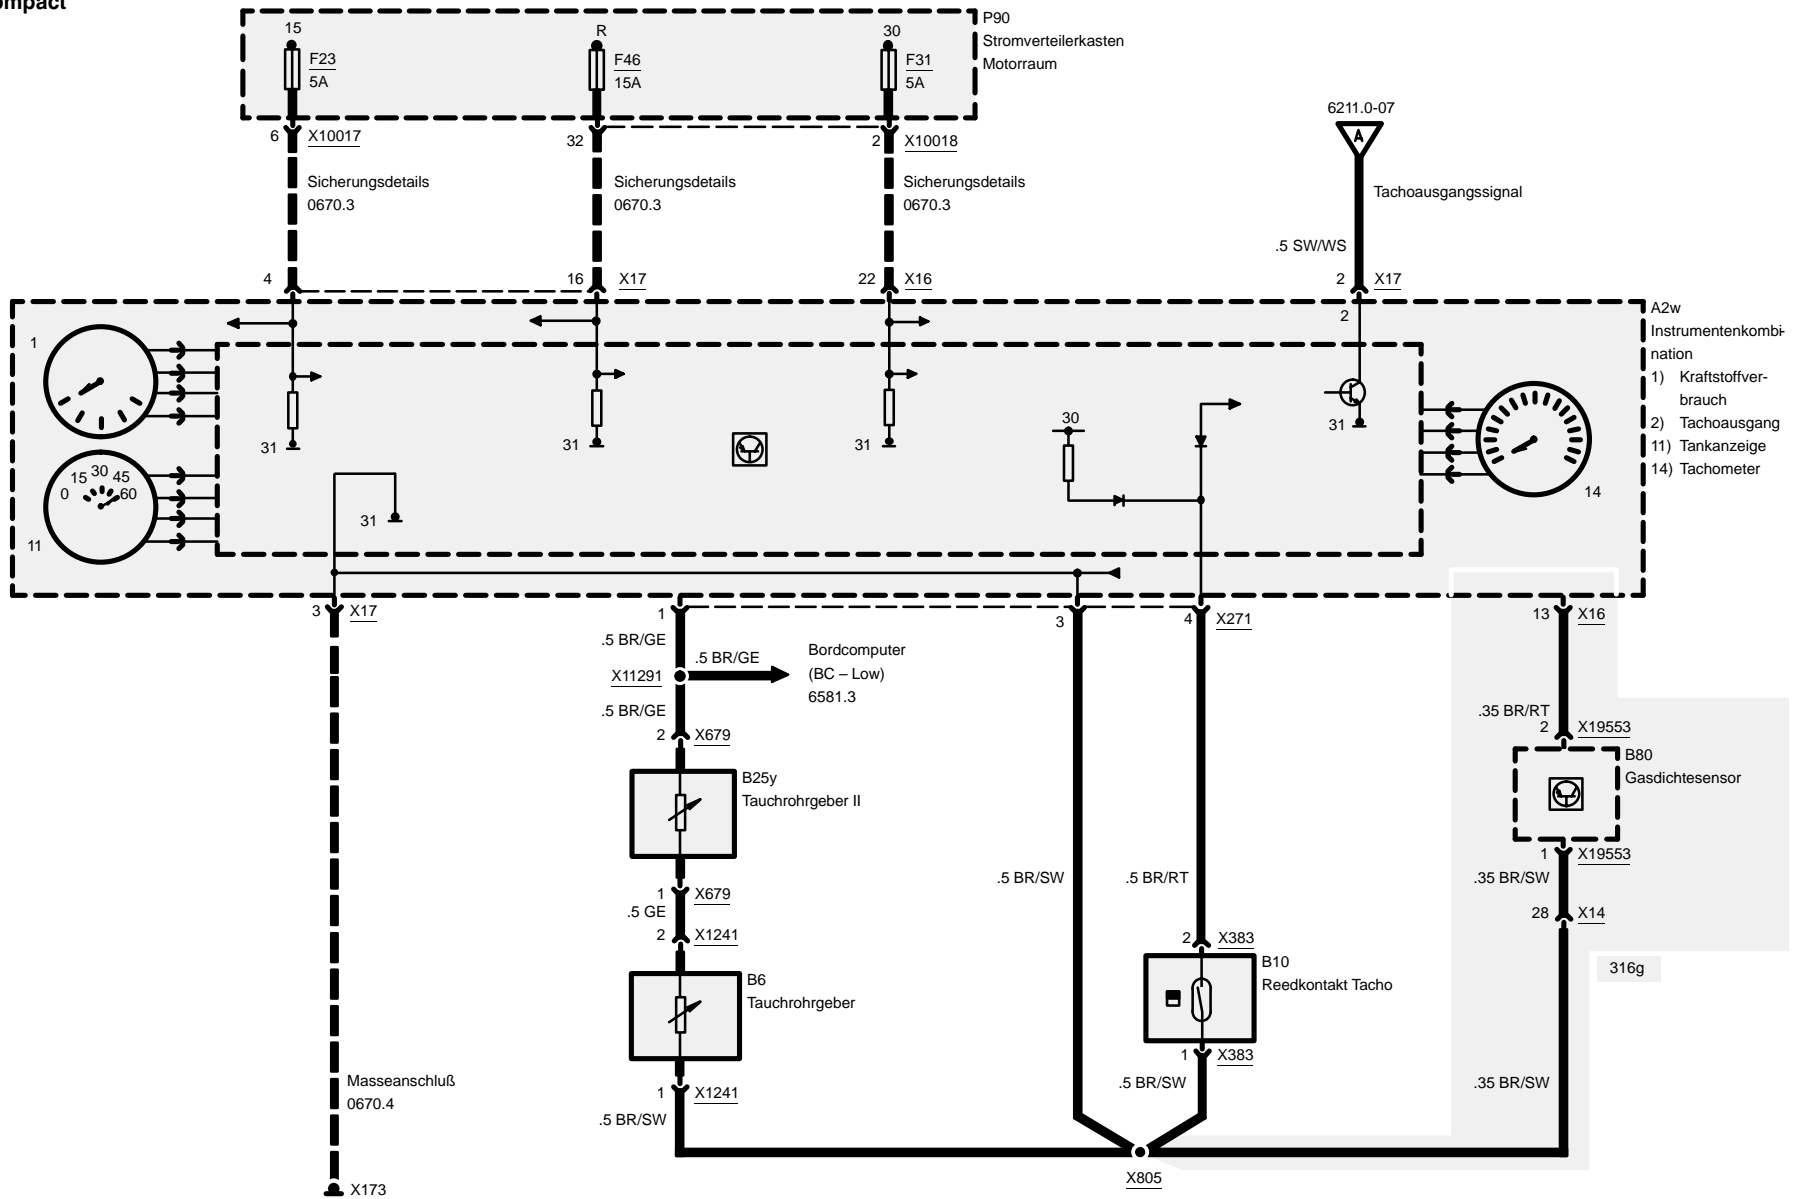 ompact
P90
Stromverteilerkasten
Motorraum
15
F23
5A
R
F46
15A
30
F31
5A
6 X10017
32
2 X10018
Sicherungsdetails
0670.3
Sicherungsdetails
0670.3
Sicherungsdetails
0670.3
6211.0-07
A
Tachoausgangssignal
.5 SW/WS
4
16 X17
22 X16
2 X17
A2w
Instrumentenkombi-
nation
1) Kraftstoffver-
brauch
2) Tachoausgang
11) Tankanzeige
14) Tachometer
1
2
31
31
31
31
30
0 15 30 45 60
11
31
14
3 X17
1
3
4 X271
13 X16
.5 BR/GE
X11291
.5 BR/GE
Bordcomputer
(BC – Low)
6581.3
.5 BR/GE
2 X679
B25y
Tauchrohrgeber II
1 X679
.5 GE
2 X1241
B6
Tauchrohrgeber
1 X1241
.5 BR/SW
.5 BR/SW
.5 BR/RT
2 X383
B10
Reedkontakt Tacho
1 X383
.5 BR/SW
.35 BR/RT
2 X19553
B80
Gasdichtesensor
1 X19553
.35 BR/SW
28 X14
316g
.35 BR/SW
Masseanschluß
0670.4
X173
X805